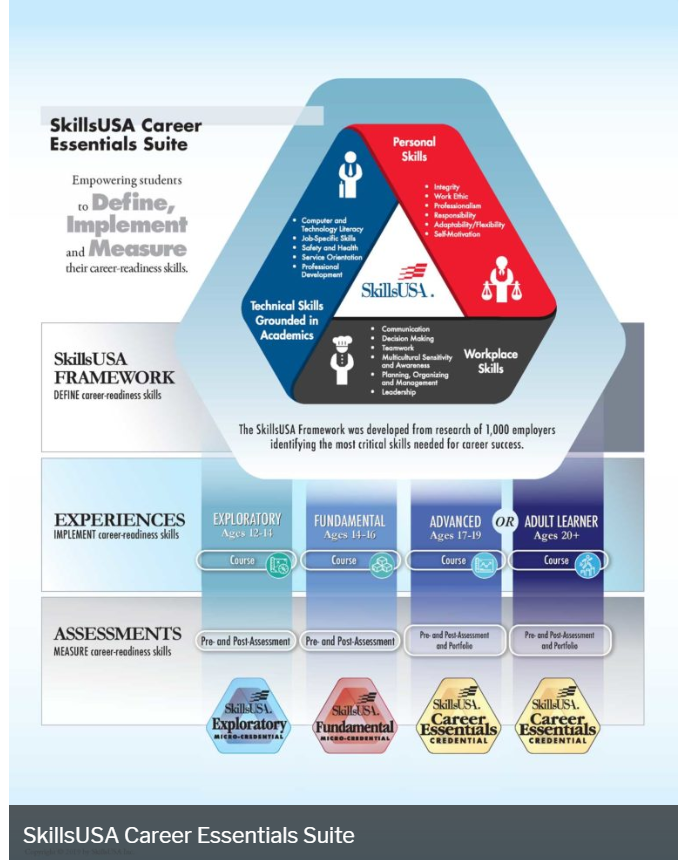 SkillsUSA Career
Essentials Suite
Empowering students
to Define,
Implement
and Measure
their career-readiness skills.
Personal
Skills
• Integrity
• Work Ethic
• Professionalism
• Responsibility
• Adaptability/Flexibility
• Self-Motivation
• Computer and
Technology Literacy
• Job-Specific Skills
• Safety and Health
• Service Orientation
• Professional
Development
Technical Skills
Grounded in
Academics
SkillsUSA.
• Communication
• Decision Making
• Teamwork
• Multicultural Sensitivity
and Awareness
• Planning, Organizing
and Management
• Leadership
Workplace
Skills
SkillsUSA
FRAMEWORK
DEFINE career-readiness skills
The SkillsUSA Framework was developed from research of 1,000 employers
identifying the most critical skills needed for career success.
EXPERIENCES
IMPLEMENT career-readiness skills
EXPLORATORY
Ages 12-14
Course
FUNDAMENTAL
Ages 14-16
Course
ADVANCED
Ages 17-19
Course
OR
ADULT LEARNER
Ages 20+
Course
ASSESSMENTS
MEASURE career-readiness skills
Pre- and Post-Assessment
Pre- and Post-Assessment
Pre- and Post-Assessment
and Portfolio
Pre- and Post-Assessment
and Portfolio
SkillsUSA.
Exploratory
MICRO-CREDENTIAL
SkillsUSA.
Fundamental
MICRO-CREDENTIAL
SkillsUSA.
Career
Essentials
CREDENTIAL
SkillsUSA.
Career
Essentials
CREDENTIAL
SkillsUSA Career Essentials Suite